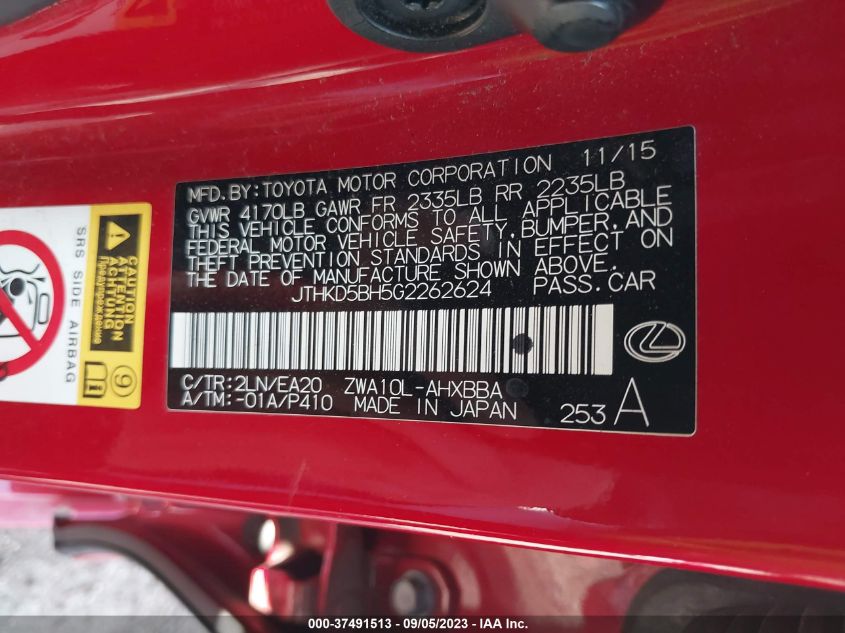 MFD. BY: TOYOTA MOTOR CORPORATION 11/15
GVWR 4170LB GAWR FR 2335LB RR 2235LB
THIS VEHICLE CONFORMS TO ALL APPLICABLE
FEDERAL MOTOR VEHICLE SAFETY, BUMPER, AND
THEFT PREVENTION STANDARDS IN EFFECT ON
THE DATE OF MANUFACTURE SHOWN ABOVE.
JTHKD5BH5G2262624 PASS. CAR
C/TR: 2LN/EA20 ZWA10L-AHXBBA
A/TM: -01A/P410 MADE IN JAPAN 253 A
SRS SIDE AIRBAG
CAUTION
ATTENTION
ACHTUNG
Предупреждение
9
000-37491513 - 09/05/2023 - IAA Inc.